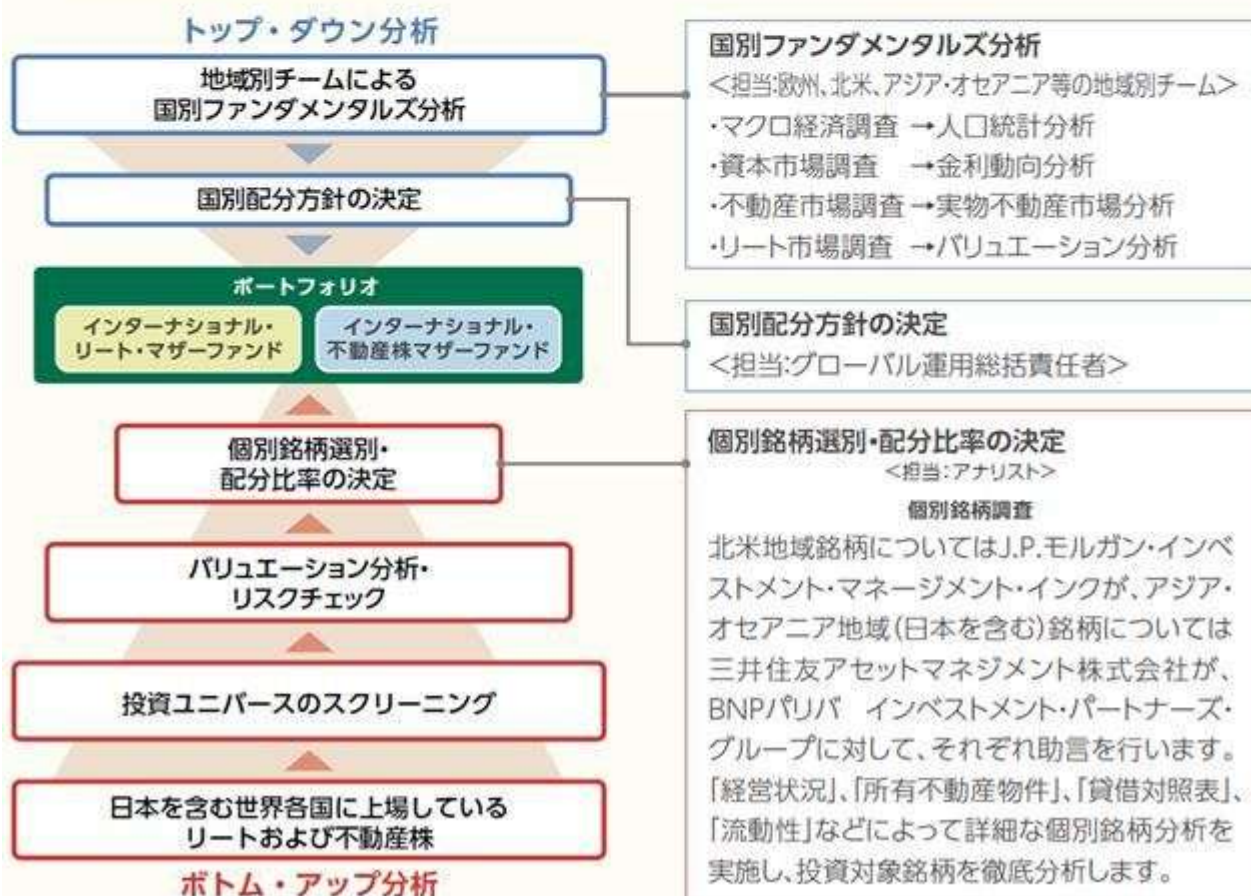 トップ・ダウン分析
地域別チームによる
国別ファンダメンタルズ分析
国別配分方針の決定
ポートフォリオ
インターナショナル・
リート・マザーファンド
インターナショナル・
不動産株マザーファンド
個別銘柄選別・
配分比率の決定
バリュエーション分析・
リスクチェック
投資ユニバースのスクリーニング
日本を含む世界各国に上場している
リートおよび不動産株
ボトム・アップ分析
国別ファンダメンタルズ分析
<担当:欧州、北米、アジア・オセアニア等の地域別チーム>
・マクロ経済調査 →人口統計分析
・資本市場調査 →金利動向分析
・不動産市場調査→実物不動産市場分析
・リート市場調査 →バリュエーション分析
国別配分方針の決定
<担当:グローバル運用総括責任者>
個別銘柄選別・配分比率の決定
<担当:アナリスト>
個別銘柄調査
北米地域銘柄についてはJ.P.モルガン・インベ
ストメント・マネージメント・インクが、アジア・
オセアニア地域(日本を含む)銘柄については
三井住友アセットマネジメント株式会社が、
BNPパリバ インベストメント・パートナーズ・
グループに対して、それぞれ助言を行います。
「経営状況」、「所有不動産物件」、「貸借対照表」、
「流動性」などによって詳細な個別銘柄分析を
実施し、投資対象銘柄を徹底分析します。